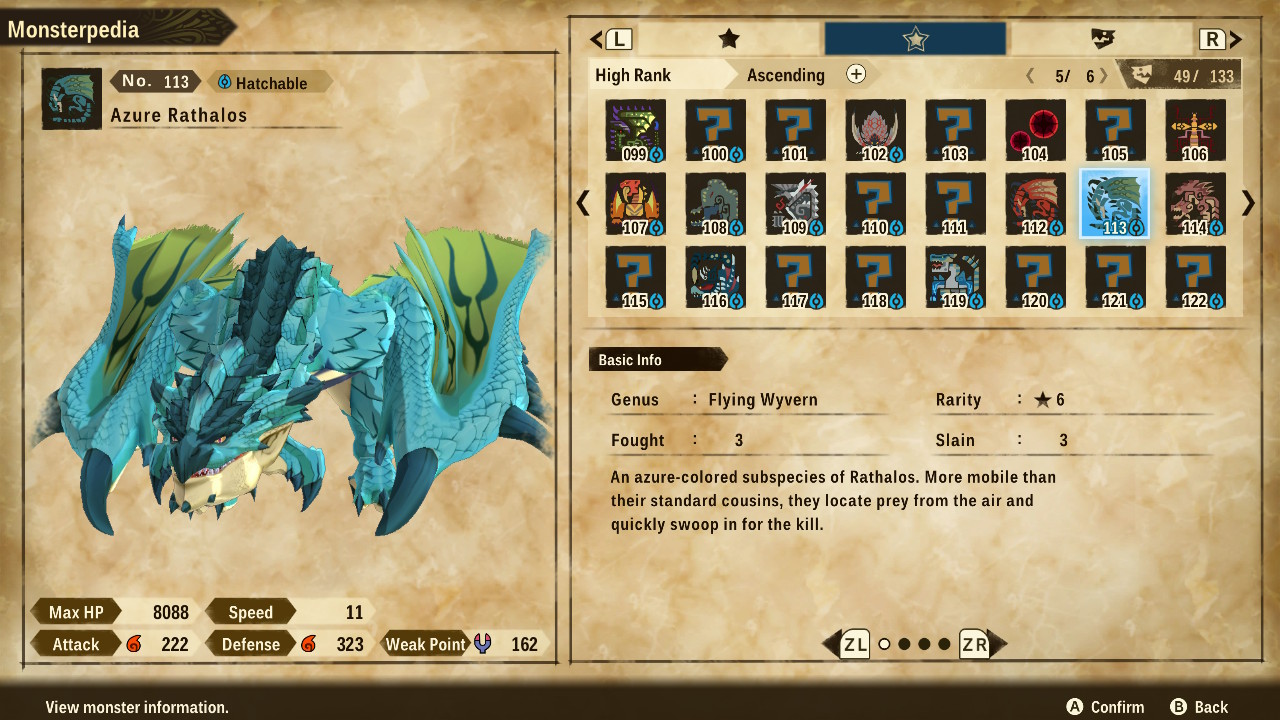 Monsterpedia
No. 113 Hatchable
Azure Rathalos
L R
High Rank Ascending 5/ 6 49/ 133
099 ? 100 ? 101 102 ? 103 104 ? 105 106
107 108 109 ? 110 ? 111 112 113 114
? 115 116 ? 117 ? 118 119 ? 120 ? 121 ? 122
Basic Info
Genus : Flying Wyvern Rarity : ★ 6
Fought : 3 Slain : 3
An azure-colored subspecies of Rathalos. More mobile than
their standard cousins, they locate prey from the air and
quickly swoop in for the kill.
Max HP 8088 Speed 11
Attack 222 Defense 323 Weak Point 162
ZL ZR
View monster information. A Confirm B Back